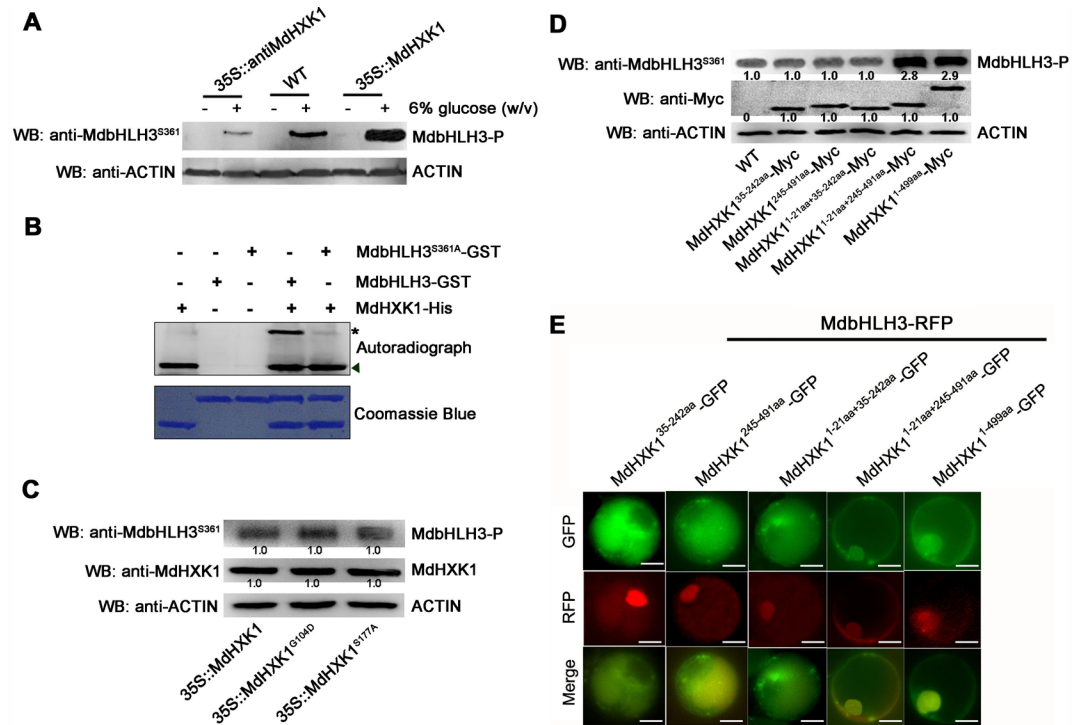 A
35S::antiMdHXK1
WT
35S::MdHXK1
- + - + - + 6% glucose (w/v)
WB: anti-MdbHLH3S361 MdbHLH3-P
WB: anti-ACTIN ACTIN
B
- - + - + MdbHLH3S361A-GST
- + - + - MdbHLH3-GST
+ - - + + MdHXK1-His
*
Autoradiograph
Coomassie Blue
C
WB: anti-MdbHLH3S361 MdbHLH3-P
1.0 1.0 1.0
WB: anti-MdHXK1 MdHXK1
1.0 1.0 1.0
WB: anti-ACTIN ACTIN
35S::MdHXK1
35S::MdHXK1G104D
35S::MdHXK1S177A
D
WB: anti-MdbHLH3S361 MdbHLH3-P
1.0 1.0 1.0 1.0 2.8 2.9
WB: anti-Myc
0 1.0 1.0 1.0 1.0 1.0
WB: anti-ACTIN ACTIN
WT
MdHXK135-242aa-Myc
MdHXK1245-491aa-Myc
MdHXK11-21aa+35-242aa-Myc
MdHXK11-21aa+245-491aa-Myc
MdHXK11-499aa-Myc
E
MdbHLH3-RFP
MdHXK135-242aa-GFP
MdHXK1245-491aa-GFP
MdHXK11-21aa+35-242aa-GFP
MdHXK11-21aa+245-491aa-GFP
MdHXK11-499aa-GFP
GFP
RFP
Merge